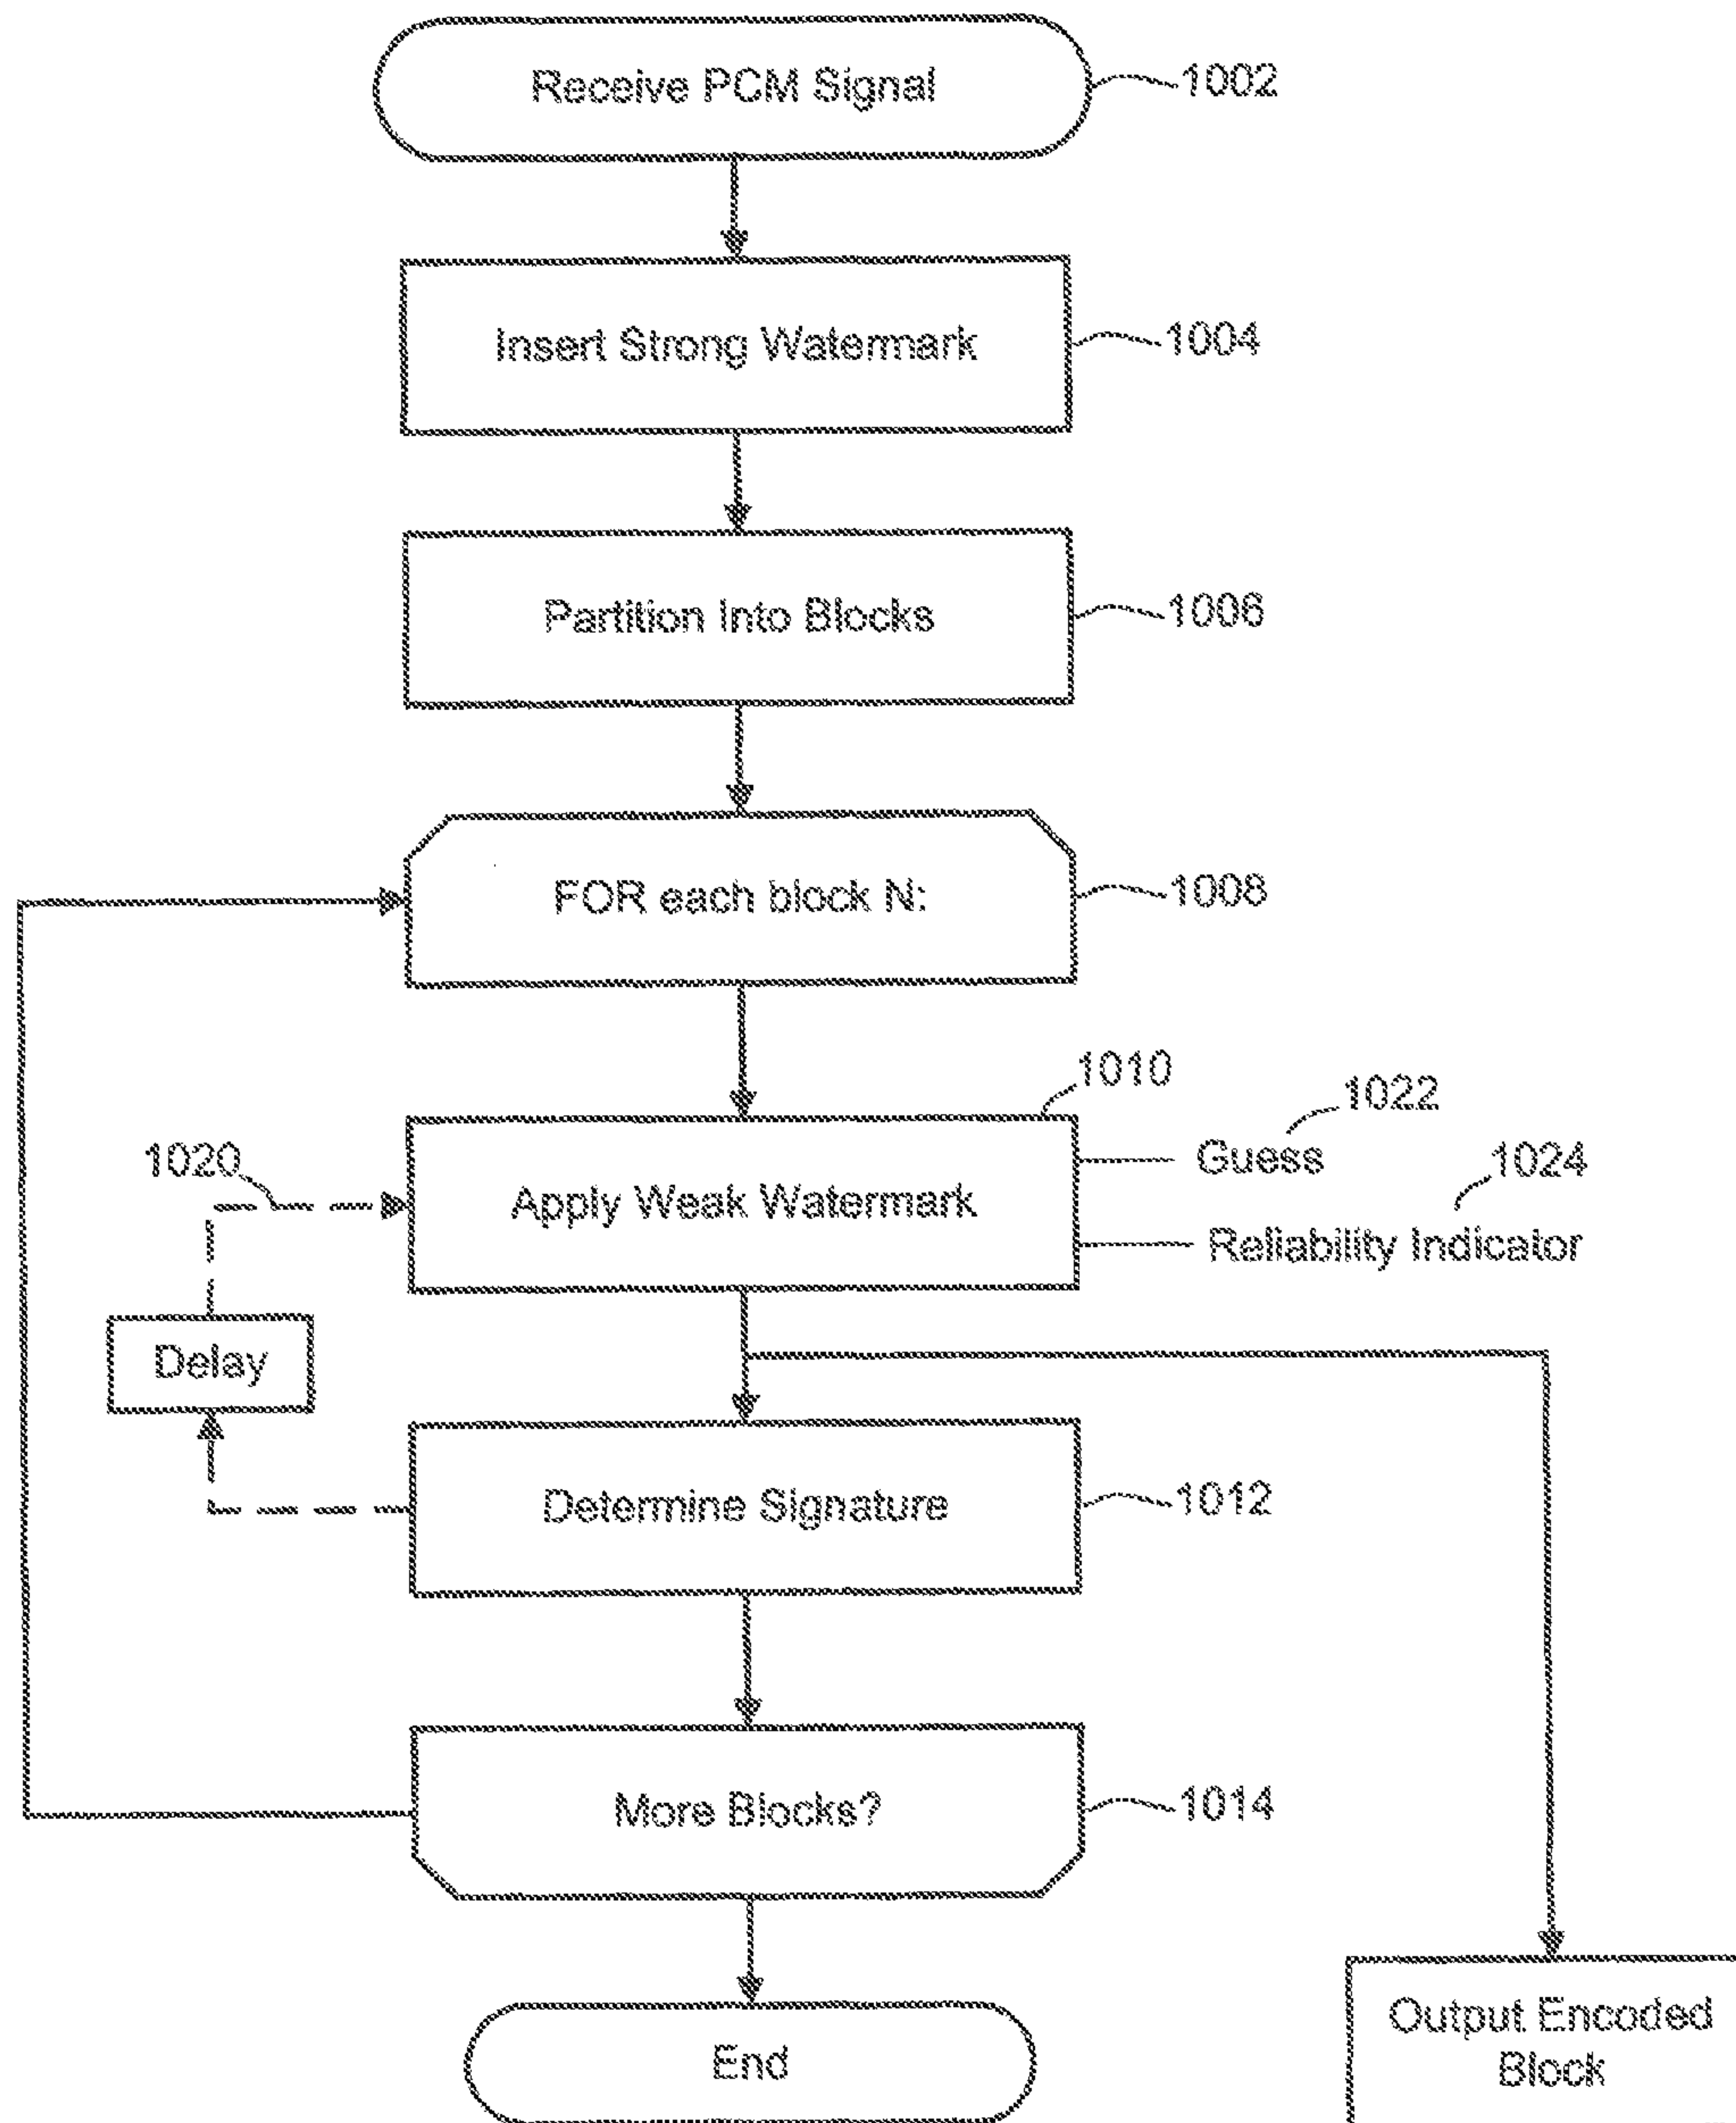 Receive PCM Signal
1002
Insert Strong Watermark
1004
Partition Into Blocks
1006
FOR each block N:
1008
1010
1022
Guess
1024
1020
Apply Weak Watermark
Reliability Indicator
Delay
Determine Signature
1012
More Blocks?
1014
End
Output Encoded
Block